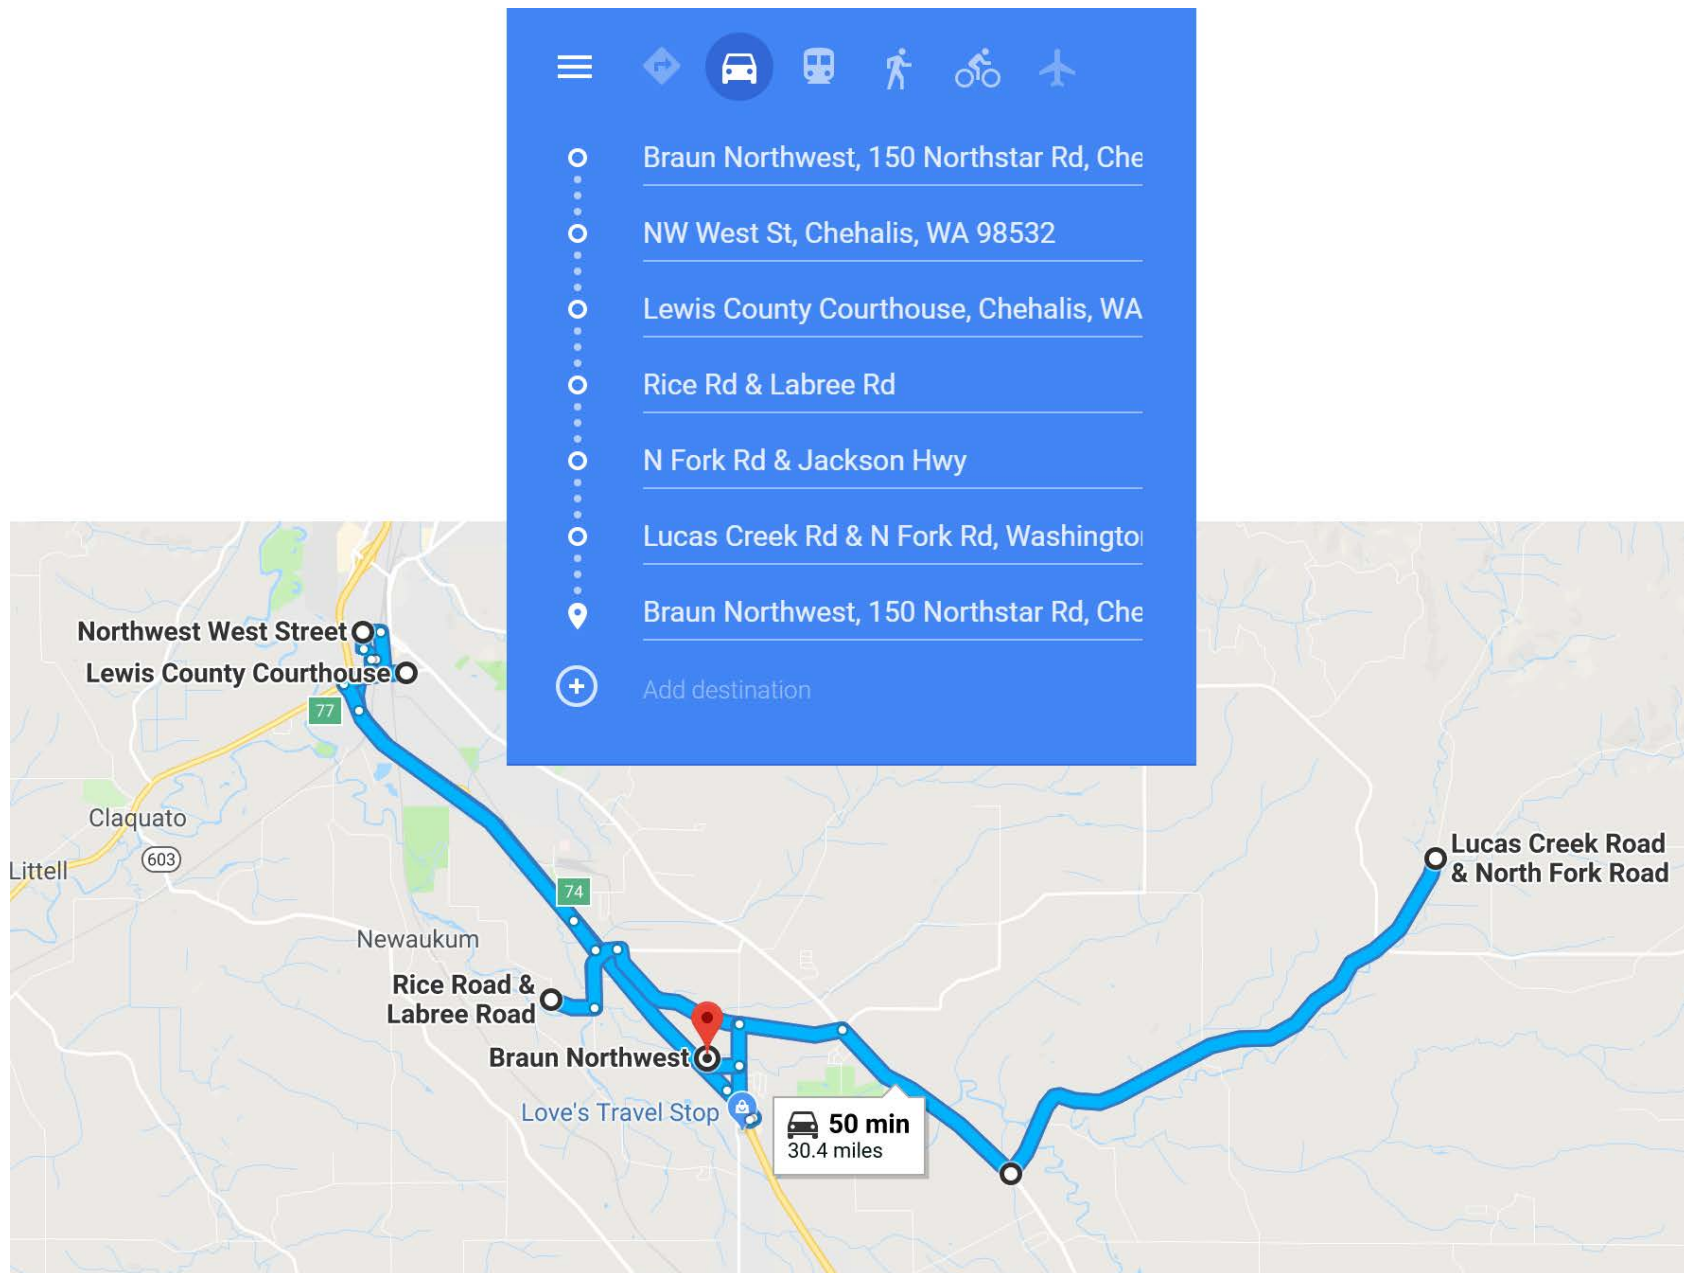 Braun Northwest, 150 Northstar Rd, Che
NW West St, Chehalis, WA 98532
Lewis County Courthouse, Chehalis, WA
Rice Rd & Labree Rd
N Fork Rd & Jackson Hwy
Lucas Creek Rd & N Fork Rd, Washington
Braun Northwest, 150 Northstar Rd, Che
Add destination
Northwest West Street
Lewis County Courthouse
77
Claquato
603
Littell
74
Newaukum
Rice Road &
Labree Road
Braun Northwest
Love's Travel Stop
50 min
30.4 miles
Lucas Creek Road
& North Fork Road